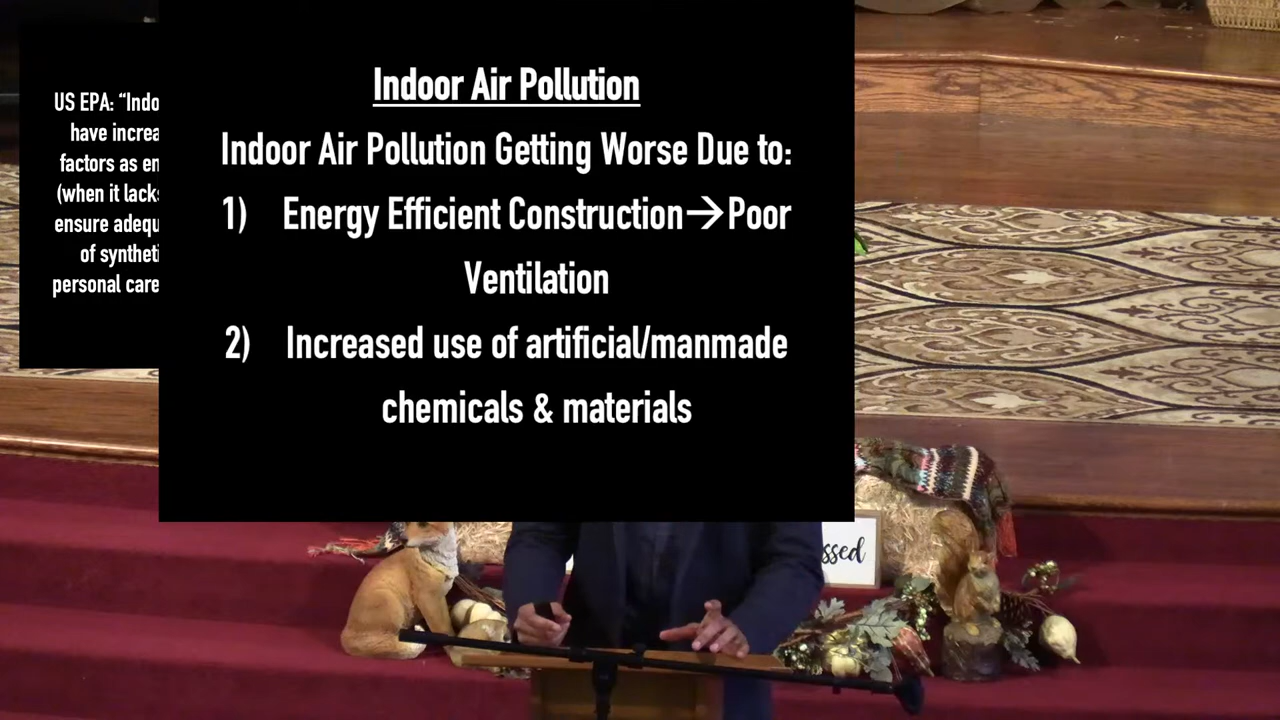 Indoor Air Pollution
Indoor Air Pollution Getting Worse Due to:
1) Energy Efficient Construction→Poor
Ventilation
2) Increased use of artificial/manmade
chemicals & materials
US EPA: “Indo
have increa
factors as en
(when it lacks
ensure adequ
of syntheti
personal care
ssed